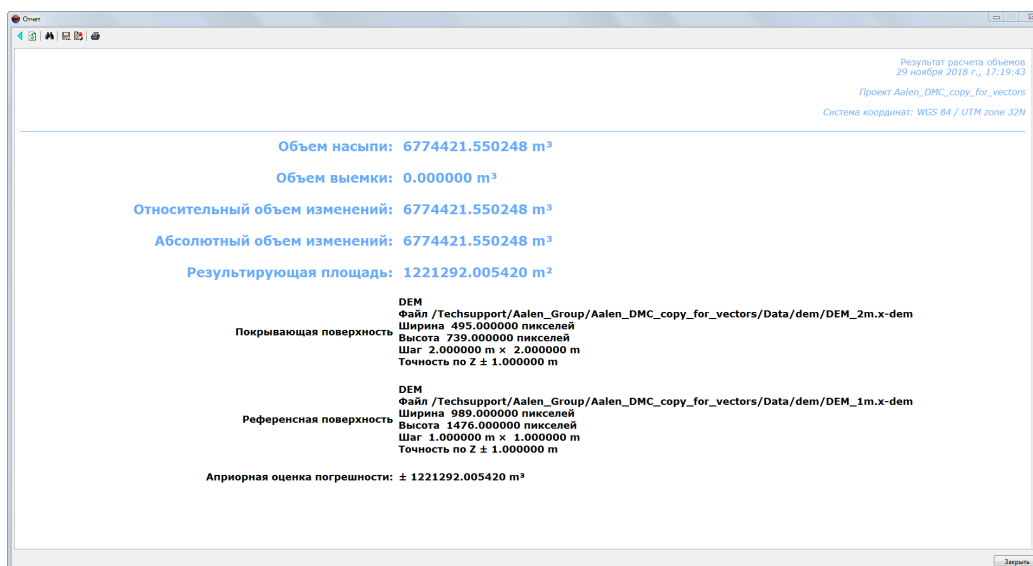 Отчет
Результат расчета объемов
29 ноября 2018 г., 17:19:43
Проект Aalen_DMC_copy_for_vectors
Система координат: WGS 84 / UTM zone 32N
Объем насыпи: 6774421.550248 m³
Объем выемки: 0.000000 m³
Относительный объем изменений: 6774421.550248 m³
Абсолютный объем изменений: 6774421.550248 m³
Результирующая площадь: 1221292.005420 m²
DEM
Файл /Techsupport/Aalen_Group/Aalen_DMC_copy_for_vectors/Data/dem/DEM_2m.x-dem
Ширина 495.000000 пикселей
Покрывающая поверхность
Высота 739.000000 пикселей
Шаг 2.000000 m × 2.000000 m
Точность по Z ± 1.000000 m
DEM
Файл /Techsupport/Aalen_Group/Aalen_DMC_copy_for_vectors/Data/dem/DEM_1m.x-dem
Ширина 989.000000 пикселей
Референсная поверхность
Высота 1476.000000 пикселей
Шаг 1.000000 m × 1.000000 m
Точность по Z ± 1.000000 m
Априорная оценка погрешности: ± 1221292.005420 m³
Закрыть